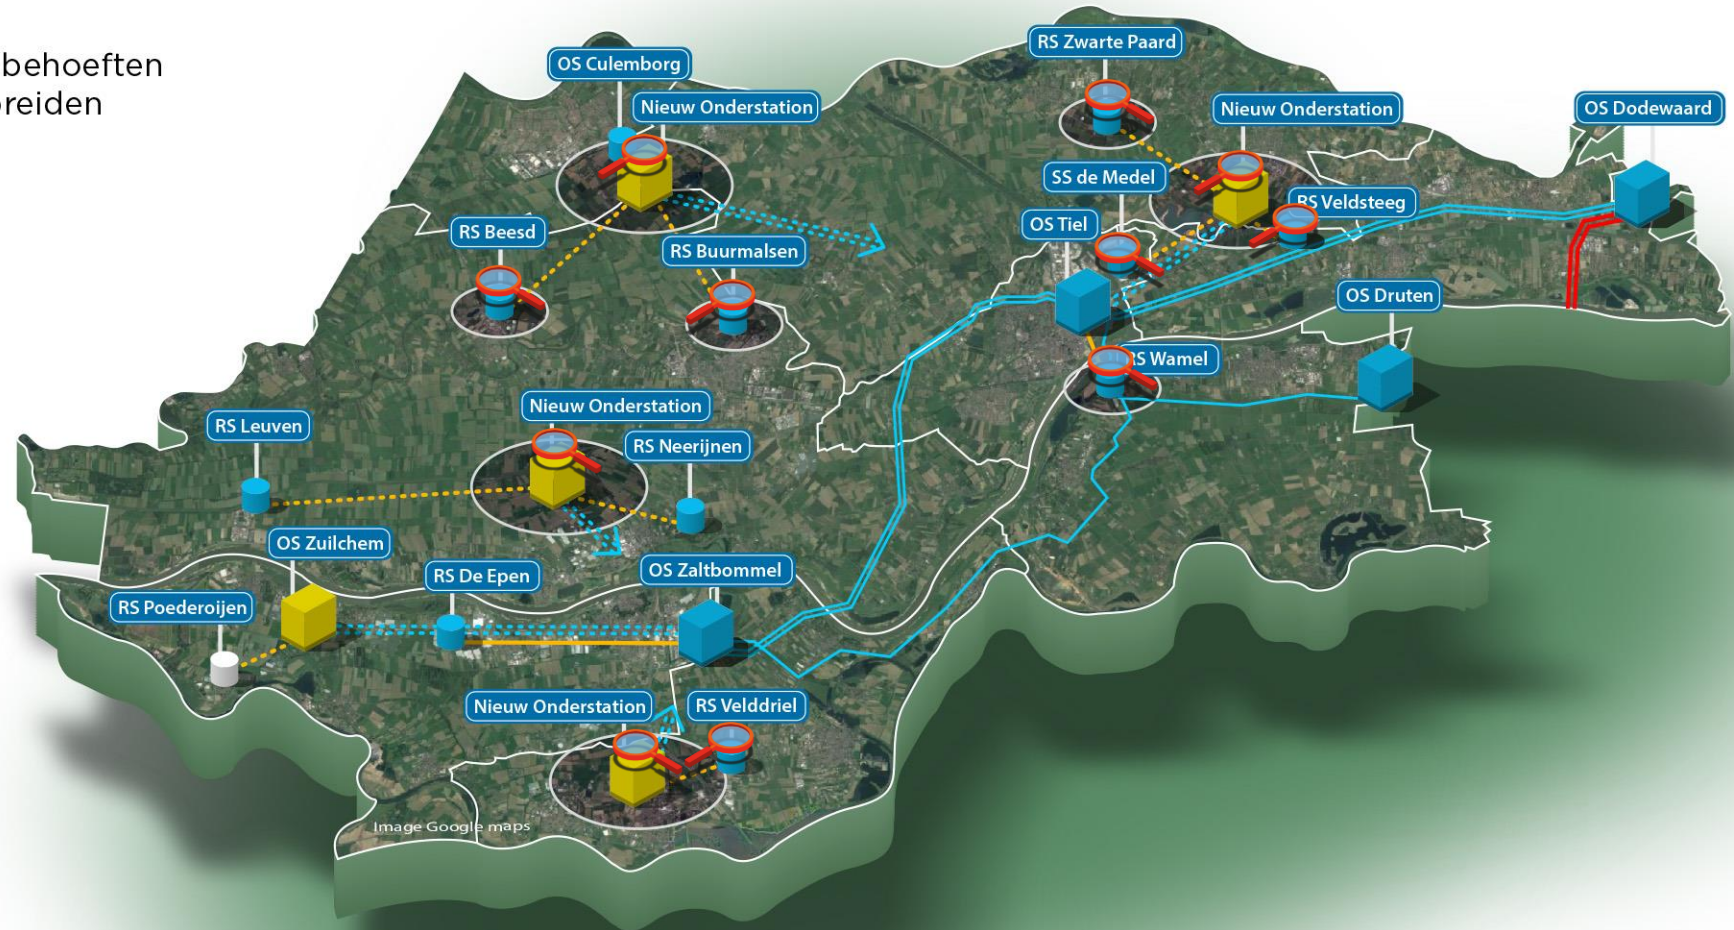 behoeften
breiden
RS Zwarte Paard
OS Culemborg
Nieuw Onderstation
Nieuw Onderstation
OS Dodewaard
SS de Medel
RS Veldsteeg
OS Tiel
RS Beesd
RS Buurmalsen
OS Druten
RS Wamel
Nieuw Onderstation
RS Leuven
RS Neerijnen
OS Zuilchem
OS Zaltbommel
RS De Epen
RS Poederoijen
Nieuw Onderstation
RS Velddriel
Image Google maps